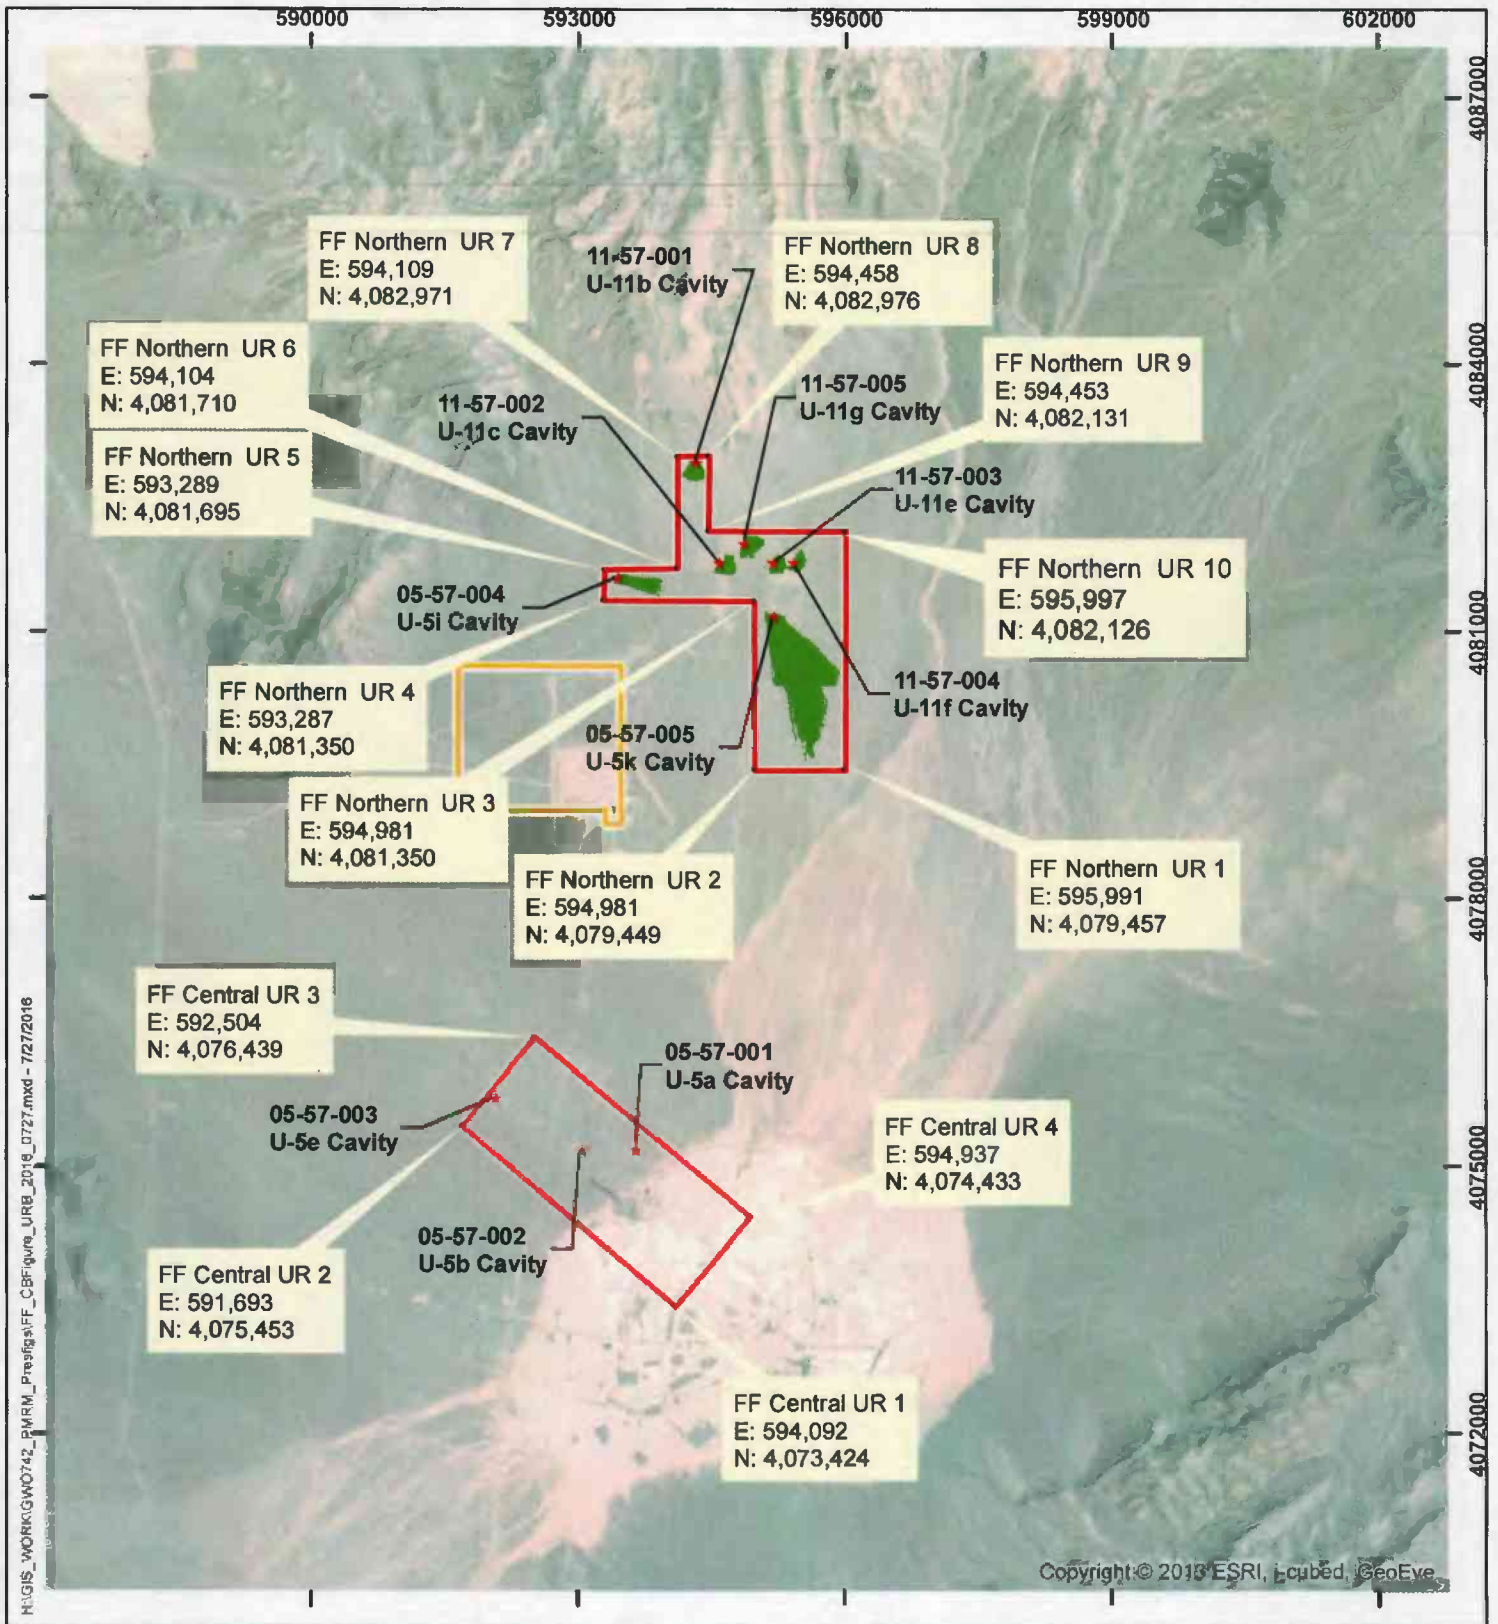 590000 593000 596000 599000 602000
4087000
4084000
4081000
4078000
4075000
4072000
FF Northern UR 7
E: 594,109
N: 4,082,971
11-57-001
U-11b Cavity
FF Northern UR 8
E: 594,458
N: 4,082,976
FF Northern UR 6
E: 594,104
N: 4,081,710
11-57-002
U-11c Cavity
11-57-005
U-11g Cavity
FF Northern UR 9
E: 594,453
N: 4,082,131
FF Northern UR 5
E: 593,289
N: 4,081,695
11-57-003
U-11e Cavity
05-57-004
U-5i Cavity
FF Northern UR 10
E: 595,997
N: 4,082,126
FF Northern UR 4
E: 593,287
N: 4,081,350
11-57-004
U-11f Cavity
05-57-005
U-5k Cavity
FF Northern UR 3
E: 594,981
N: 4,081,350
FF Northern UR 2
E: 594,981
N: 4,079,449
FF Northern UR 1
E: 595,991
N: 4,079,457
FF Central UR 3
E: 592,504
N: 4,076,439
05-57-001
U-5a Cavity
05-57-003
U-5e Cavity
FF Central UR 4
E: 594,937
N: 4,074,433
05-57-002
U-5b Cavity
FF Central UR 2
E: 591,693
N: 4,075,453
FF Central UR 1
E: 594,092
N: 4,073,424
H:\GIS_WORK\GW0742_PMRM_Presfigs\FF_CBFigure_URB_2016_0727.mxd - 7/27/2016
Copyright:© 2013 ESRI, i-cubed, GeoEye